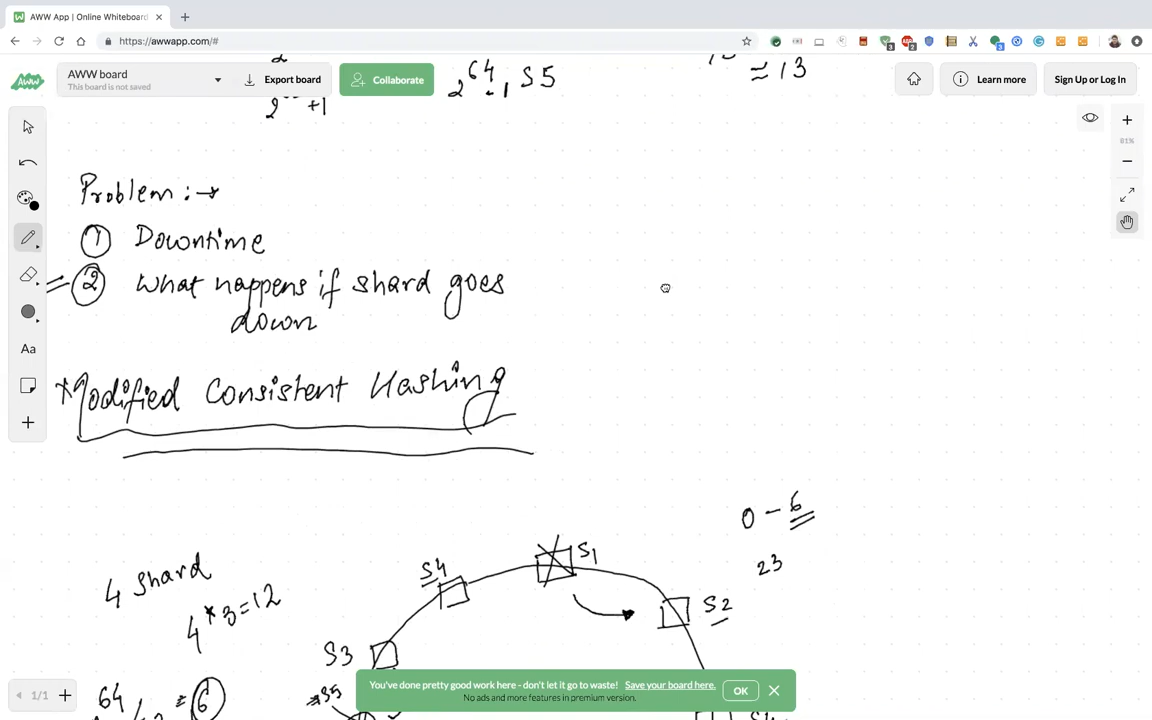 AWW App | Online Whiteboard
https://awwapp.com/#
AWW
AWW board
This board is not saved
Export board
Collaborate
Learn more
Sign Up or Log In
2^64, S5
≈ 13
+1
81%
Problem :→
① Downtime
② What happens if shard goes
down
*Modified Consistent Hashing
Aa
0 - 6
23
4 shard
4 * 3 = 12
S4
S1
S2
S3
64
6
35
You've done pretty good work here - don't let it go to waste! Save your board here.
No ads and more features in premium version.
OK
1/1